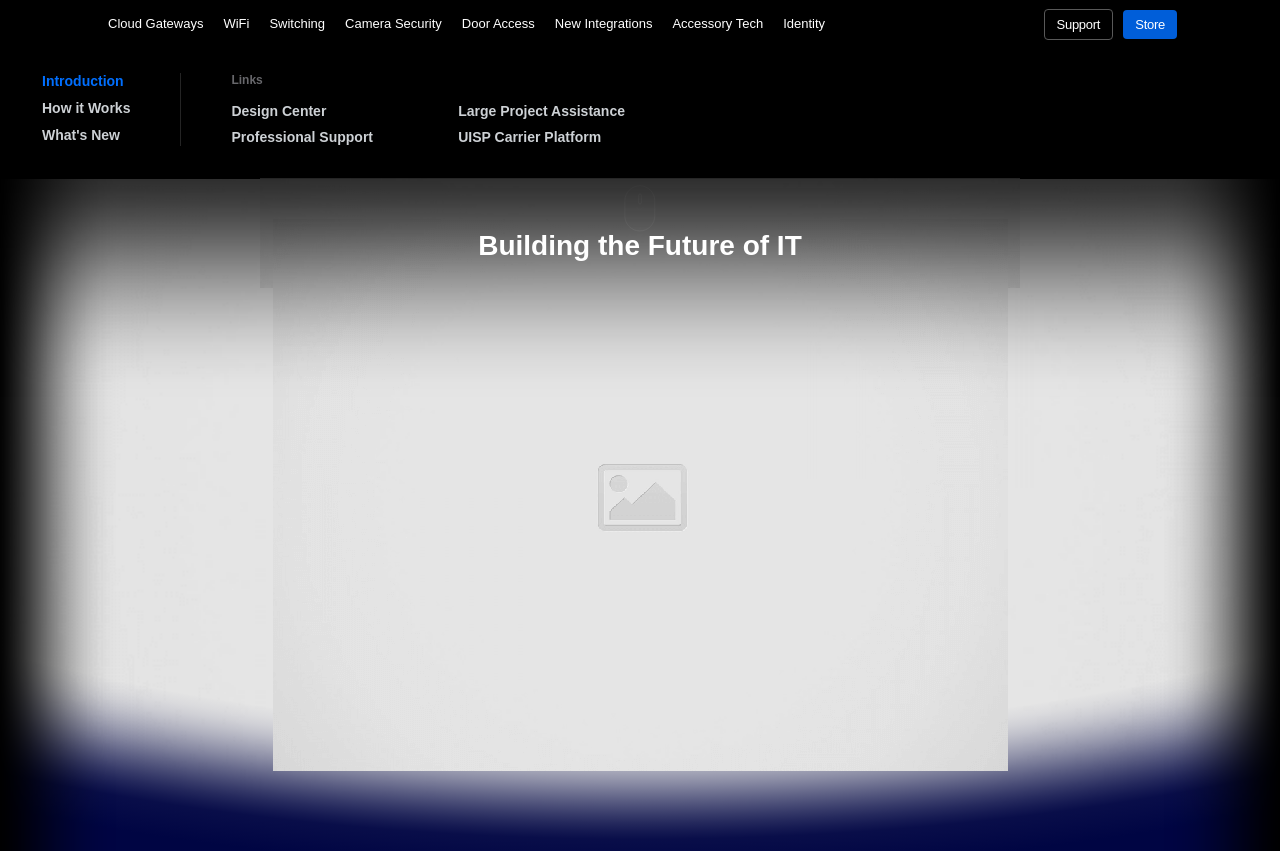 Cloud Gateways WiFi Switching Camera Security Door Access New Integrations Accessory Tech Identity Support Store
Introduction
How it Works
What's New
Links
Design Center Large Project Assistance
Professional Support UISP Carrier Platform
Building the Future of IT